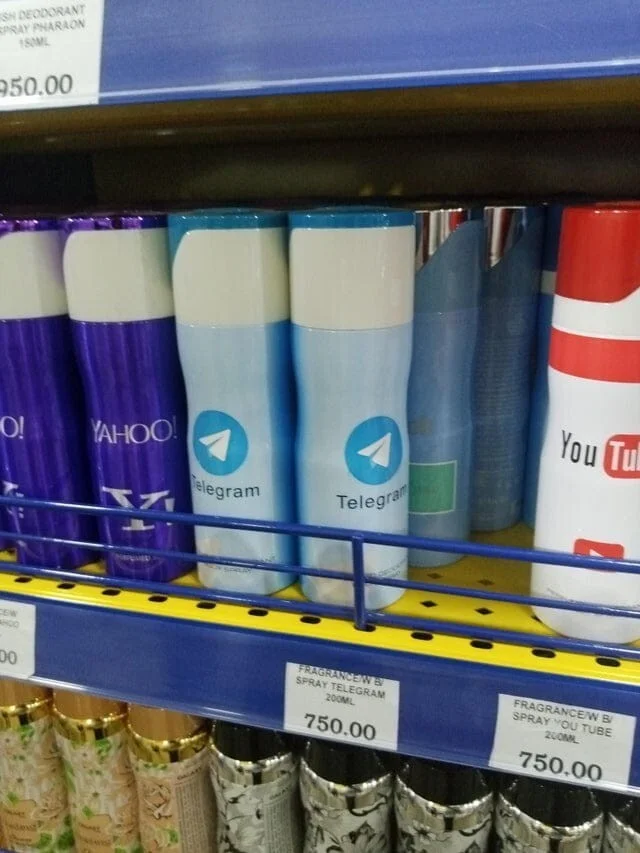 SPRAY PHARAON
150ML
950.00
O!
YAHOO!
Y!
Telegram
Telegram
You Tu
FRAGRANCE/W B/
SPRAY TELEGRAM
200ML
750.00
FRAGRANCE/W B/
SPRAY YOU TUBE
200ML
750.00